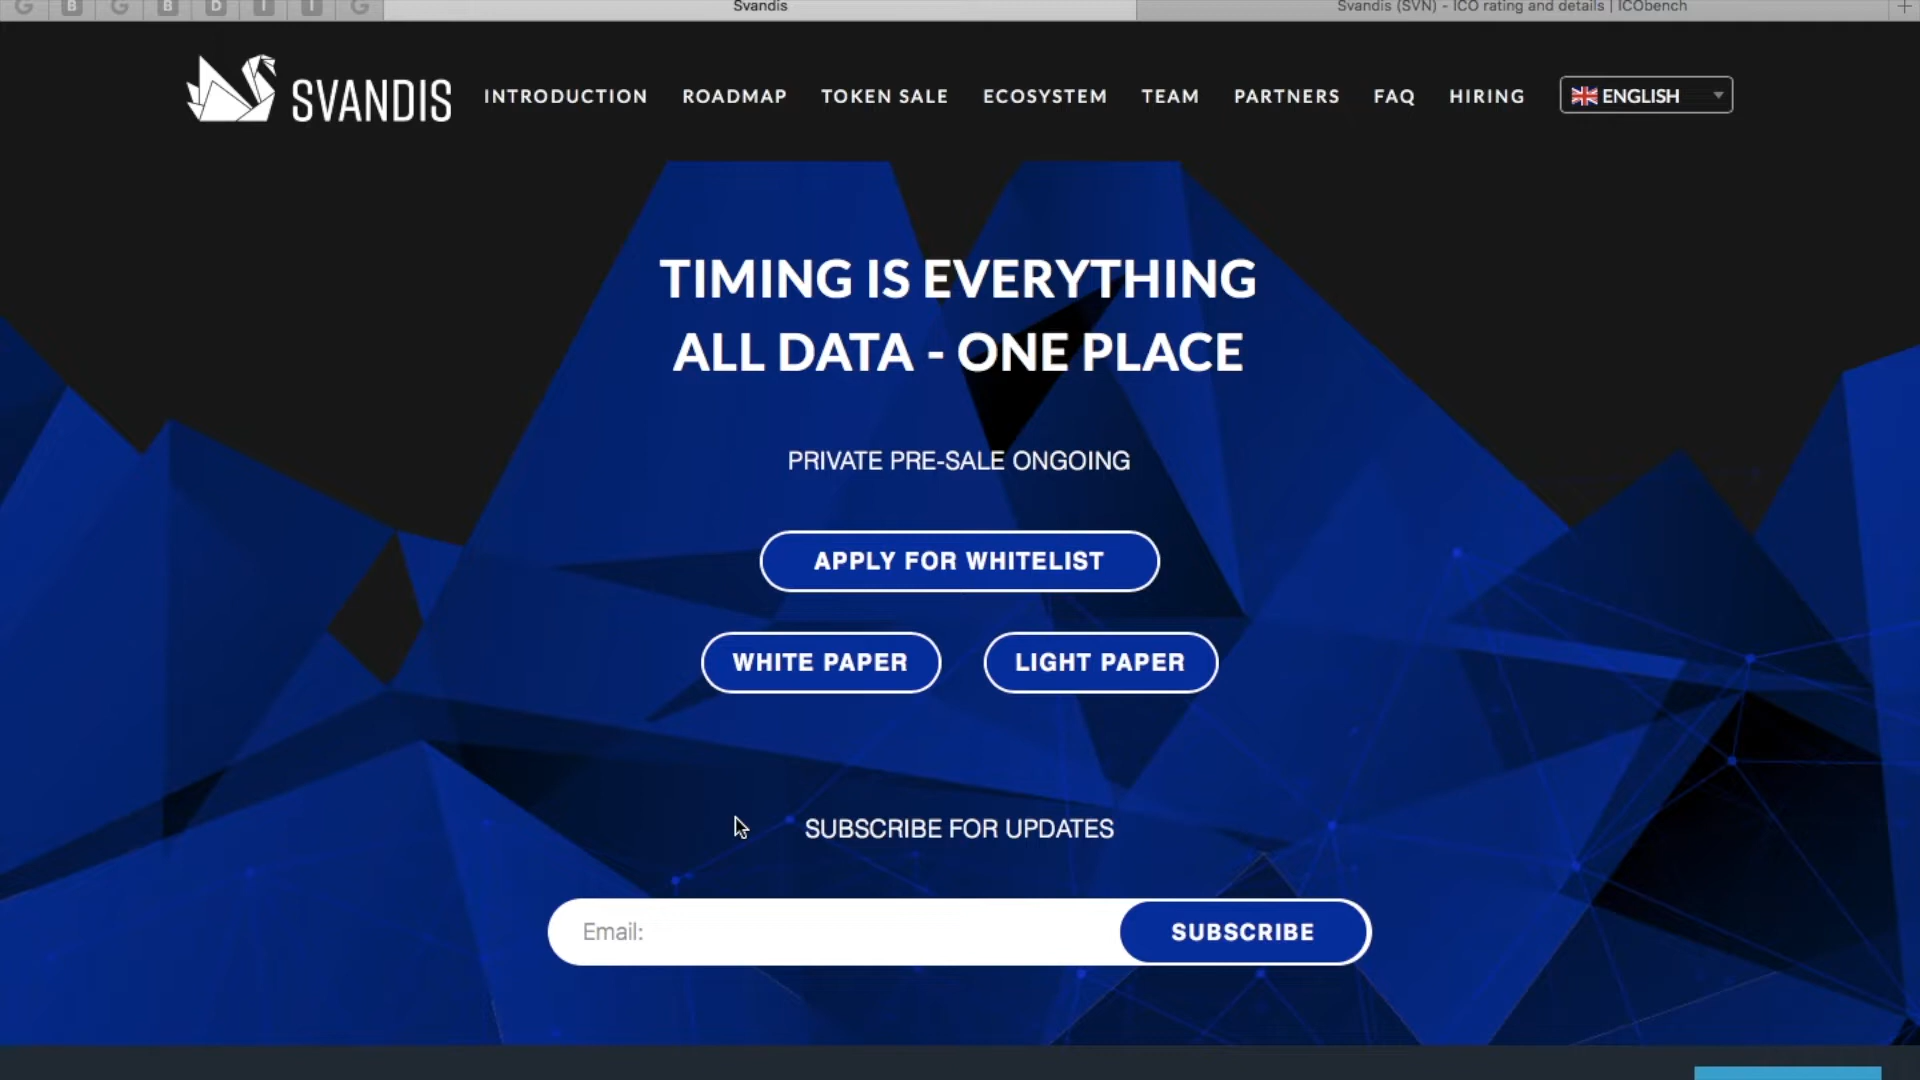 G B G B D I I G Svandis Svandis (SVN) - ICO rating and details | ICObench +
SVANDIS INTRODUCTION ROADMAP TOKEN SALE ECOSYSTEM TEAM PARTNERS FAQ HIRING ENGLISH
TIMING IS EVERYTHING
ALL DATA - ONE PLACE
PRIVATE PRE-SALE ONGOING
APPLY FOR WHITELIST
WHITE PAPER LIGHT PAPER
SUBSCRIBE FOR UPDATES
Email: SUBSCRIBE